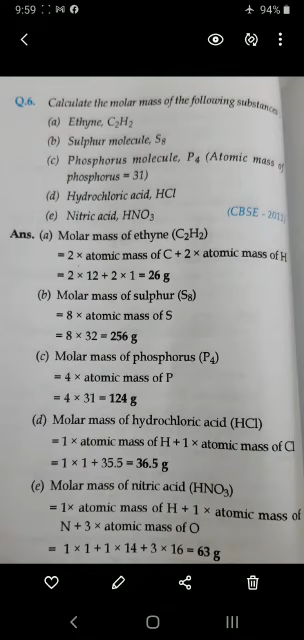 9:59
94%
Q.6. Calculate the molar mass of the following substances
(a) Ethyne, C₂H₂
(b) Sulphur molecule, S₈
(c) Phosphorus molecule, P₄ (Atomic mass of
phosphorus = 31)
(d) Hydrochloric acid, HCl
(e) Nitric acid, HNO₃
(CBSE - 2011)
Ans. (a) Molar mass of ethyne (C₂H₂)
= 2 × atomic mass of C + 2 × atomic mass of H
= 2 × 12 + 2 × 1 = 26 g
(b) Molar mass of sulphur (S₈)
= 8 × atomic mass of S
= 8 × 32 = 256 g
(c) Molar mass of phosphorus (P₄)
= 4 × atomic mass of P
= 4 × 31 = 124 g
(d) Molar mass of hydrochloric acid (HCl)
= 1 × atomic mass of H + 1 × atomic mass of Cl
= 1 × 1 + 35.5 = 36.5 g
(e) Molar mass of nitric acid (HNO₃)
= 1× atomic mass of H + 1 × atomic mass of
N + 3 × atomic mass of O
= 1 × 1 + 1 × 14 + 3 × 16 = 63 g